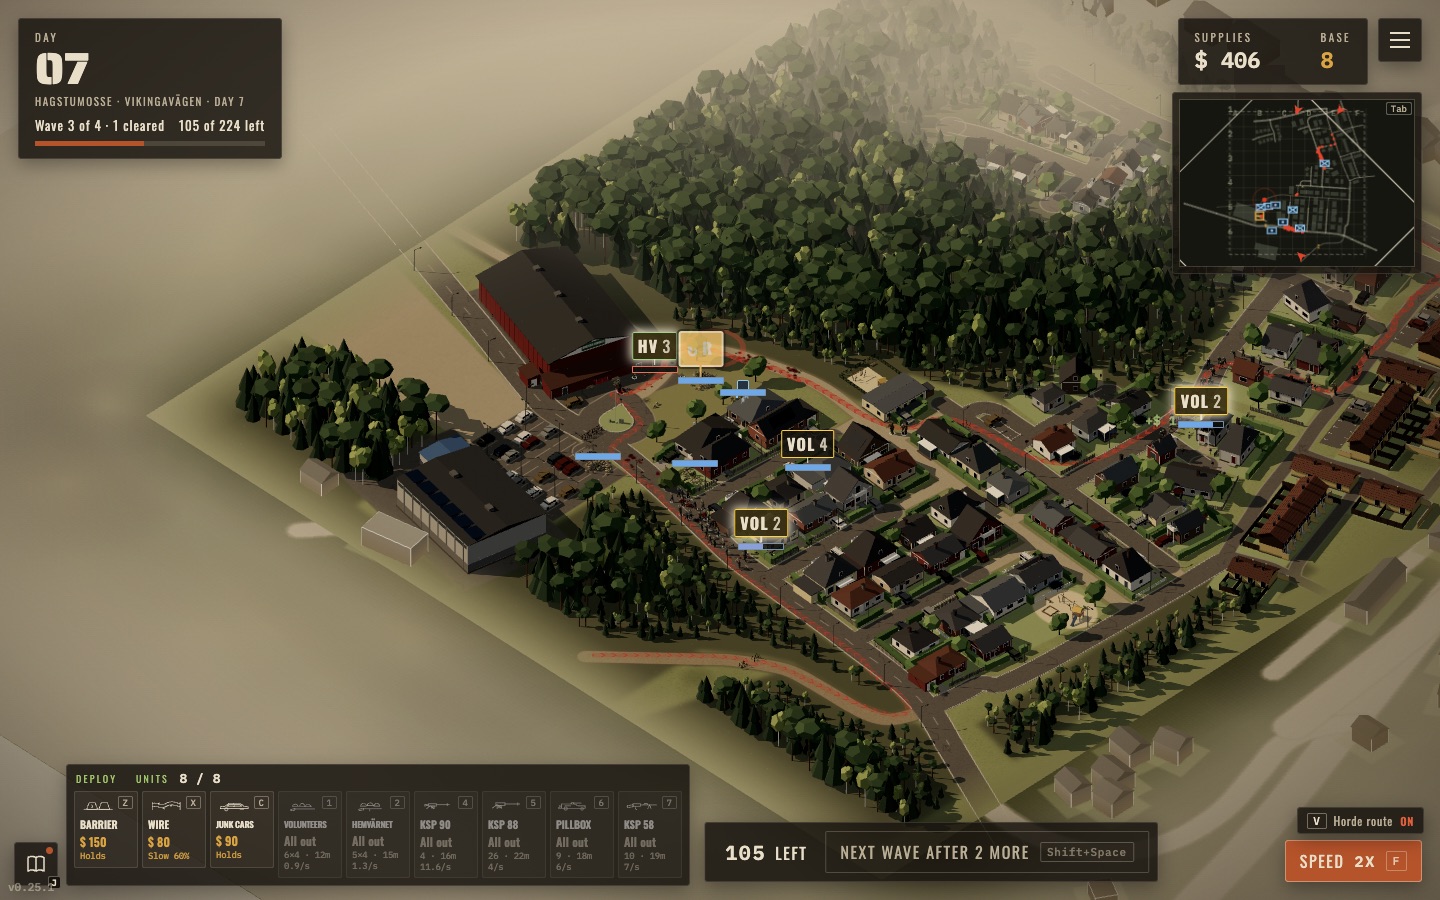 DAY
07
HAGSTUMOSSE · VIKINGAVÄGEN · DAY 7
Wave 3 of 4 · 1 cleared 105 of 224 left
SUPPLIES BASE
$ 406 8
Tab
HV 3
VOL 2
VOL 4
VOL 2
DEPLOY UNITS 8 / 8
Z X C 1 2 4 5 6 7
BARRIER WIRE JUNK CARS VOLUNTEERS HEMVÄRNET KSP 90 KSP 88 PILLBOX KSP 58
$ 150 $ 80 $ 90 All out All out All out All out All out All out
Holds Slow 60% Holds 6×4 · 12m 5×4 · 15m 4 · 16m 26 · 22m 9 · 18m 10 · 19m
0.9/s 1.3/s 11.6/s 4/s 6/s 7/s
J
v0.25.1
105 LEFT NEXT WAVE AFTER 2 MORE Shift+Space
V Horde route ON
SPEED 2X F